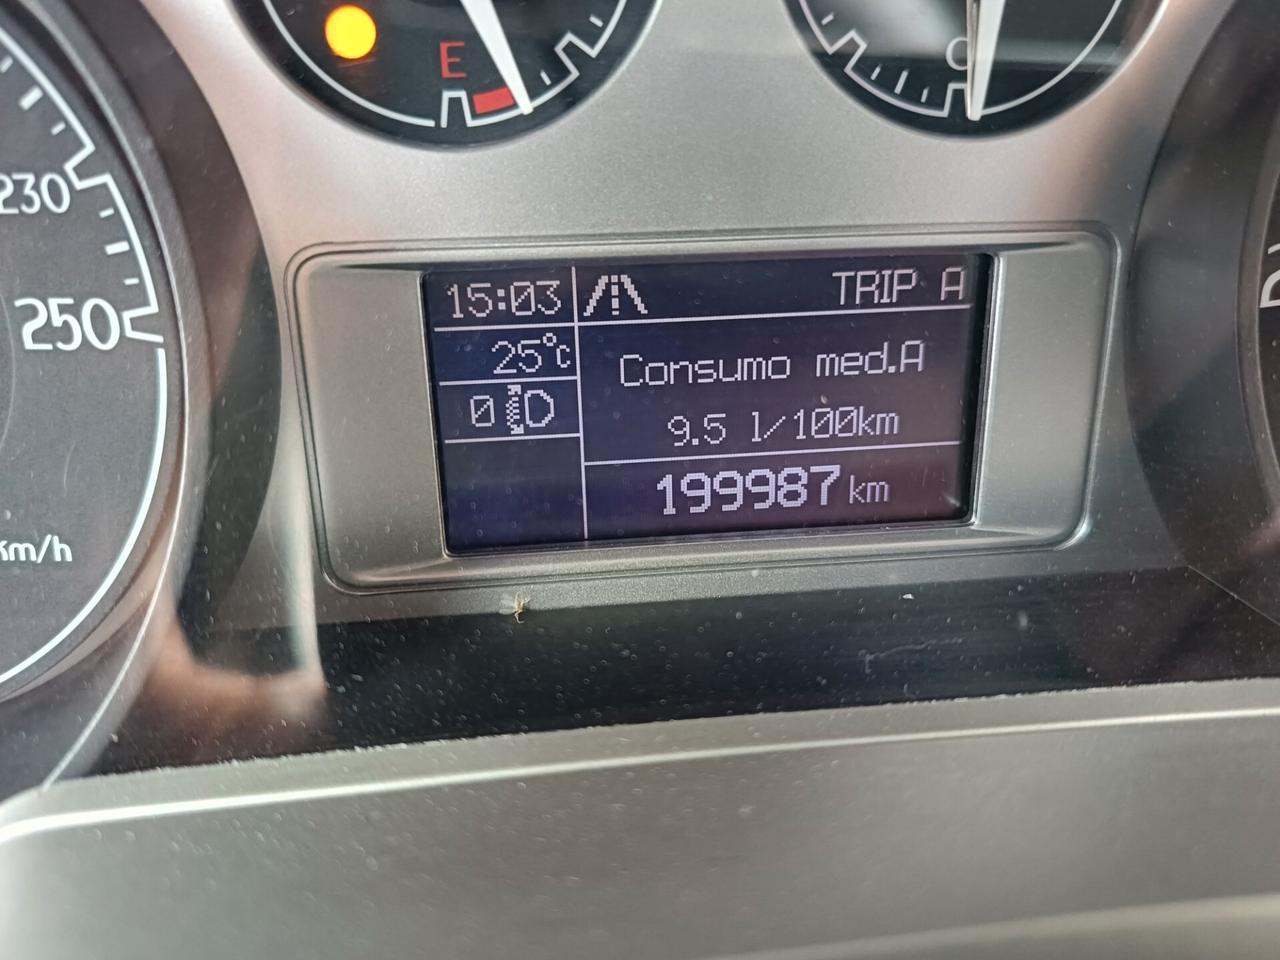 E
C
230
250
km/h
15:03
TRIP A
25°C
Consumo med.A
0
9.5 l/100km
199987 km